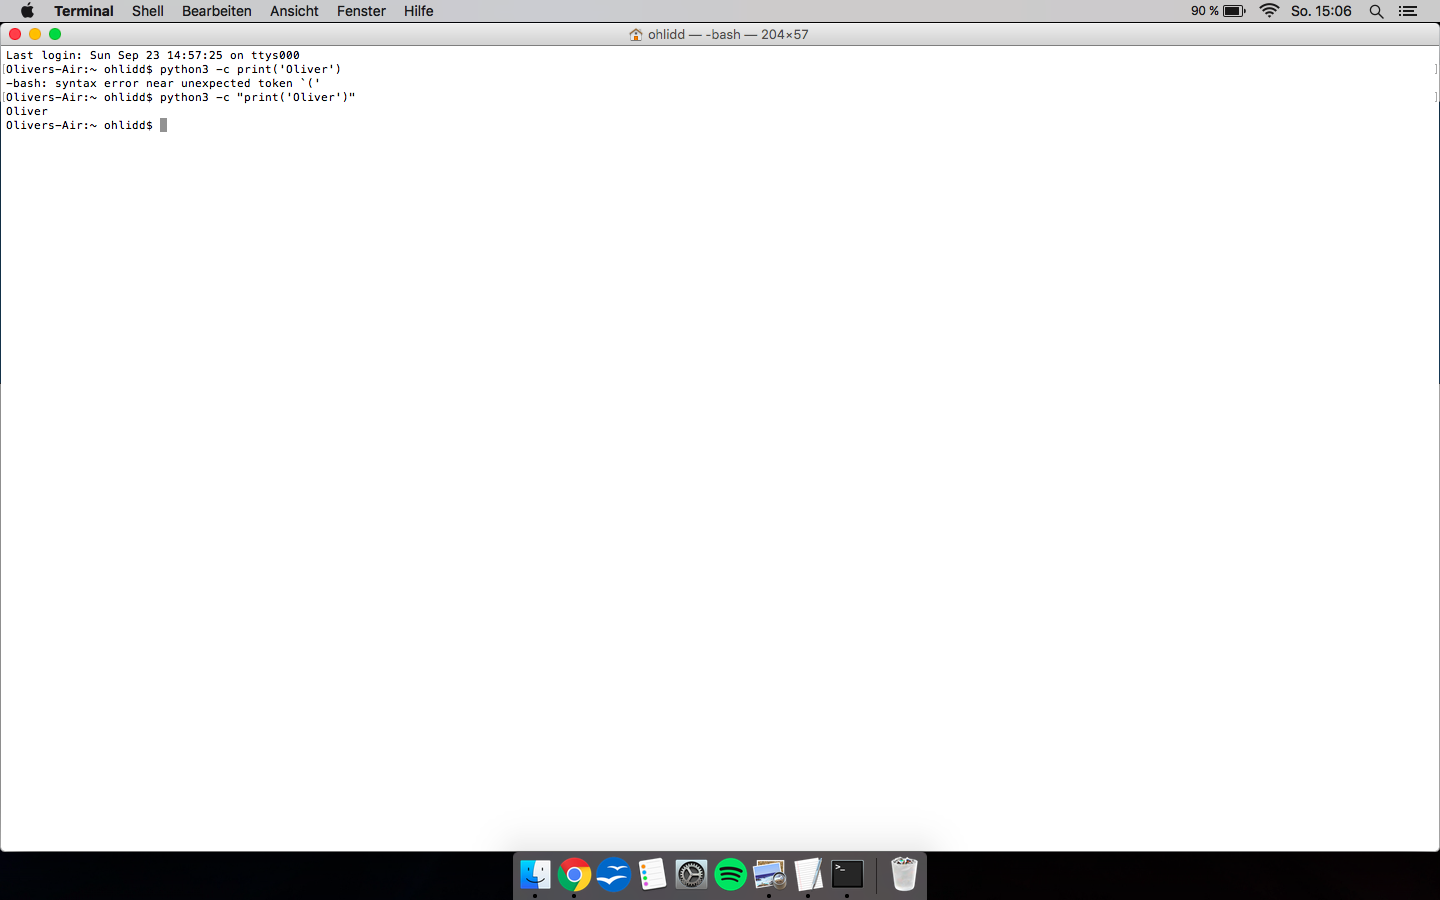 Terminal Shell Bearbeiten Ansicht Fenster Hilfe 90 % So. 15:06
ohlidd — -bash — 204×57
Last login: Sun Sep 23 14:57:25 on ttys000
[Olivers-Air:~ ohlidd$ python3 -c print('Oliver') ]
-bash: syntax error near unexpected token `('
[Olivers-Air:~ ohlidd$ python3 -c "print('Oliver')" ]
Oliver
Olivers-Air:~ ohlidd$
>_